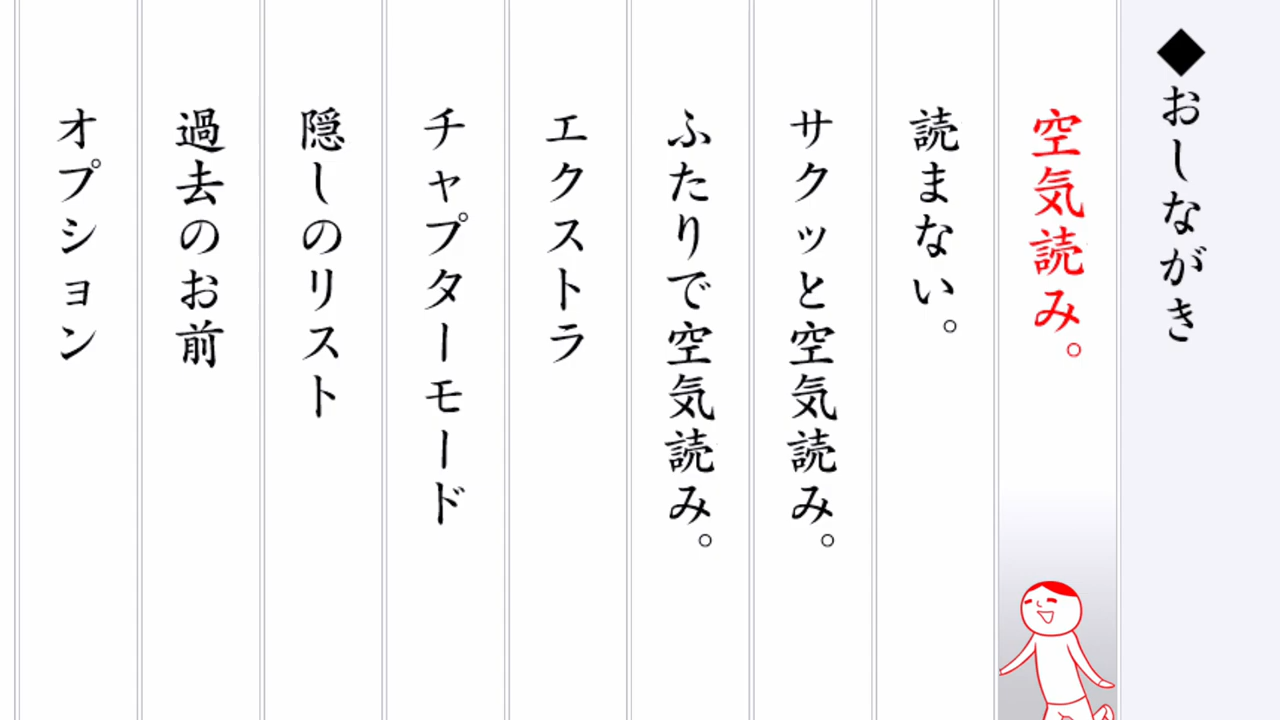 ◆おしながき
空気読み。
読まない。
サクッと空気読み。
ふたりで空気読み。
エクストラ
チャプターモード
隠しのリスト
過去のお前
オプション